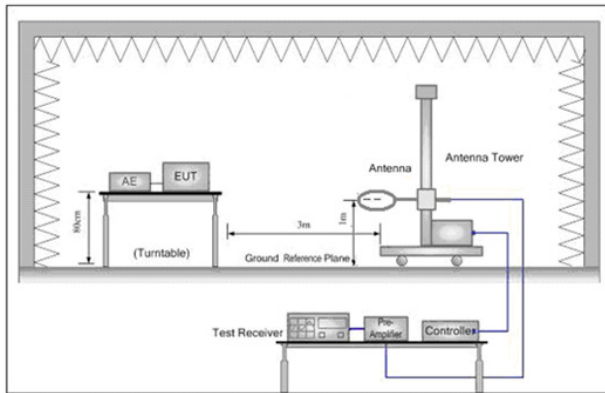 Antenna
Antenna Tower
AE
EUT
80cm
(Turntable)
3m
1m
Ground Reference Plane
Test Receiver
Pre-
Amplifier
Controller